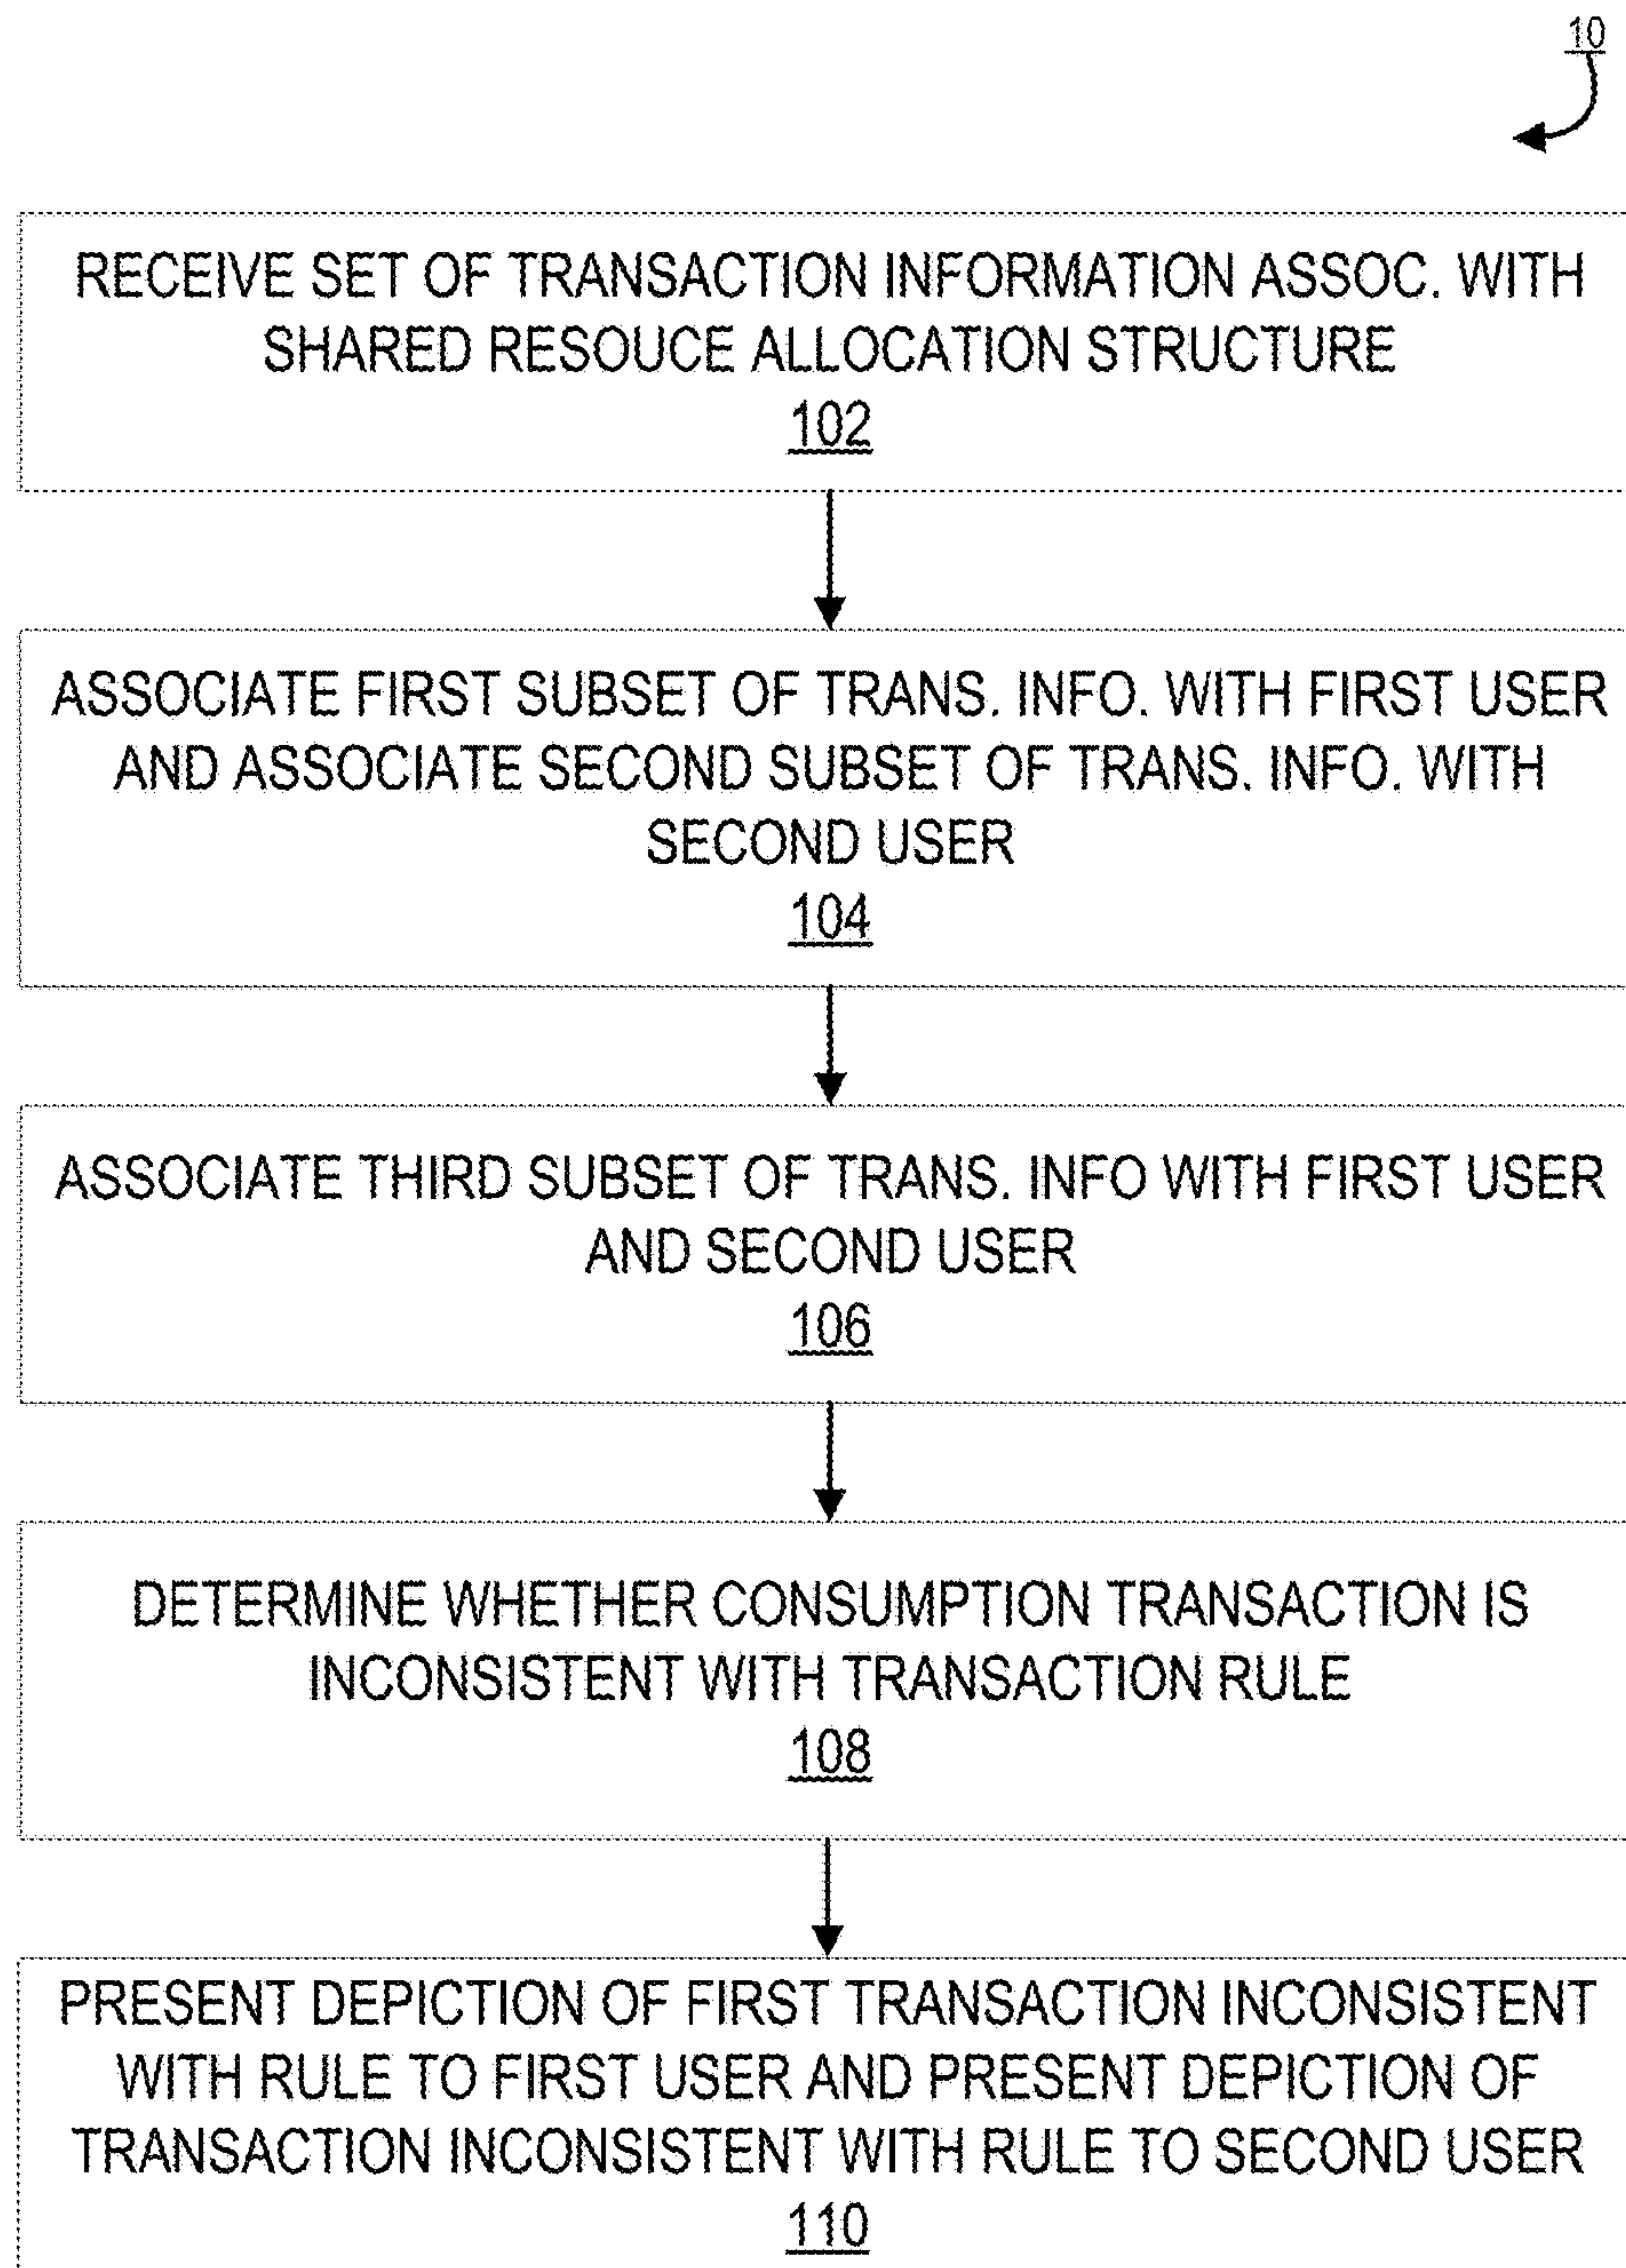 10
RECEIVE SET OF TRANSACTION INFORMATION ASSOC. WITH
SHARED RESOUCE ALLOCATION STRUCTURE
102
ASSOCIATE FIRST SUBSET OF TRANS. INFO. WITH FIRST USER
AND ASSOCIATE SECOND SUBSET OF TRANS. INFO. WITH
SECOND USER
104
ASSOCIATE THIRD SUBSET OF TRANS. INFO WITH FIRST USER
AND SECOND USER
106
DETERMINE WHETHER CONSUMPTION TRANSACTION IS
INCONSISTENT WITH TRANSACTION RULE
108
PRESENT DEPICTION OF FIRST TRANSACTION INCONSISTENT
WITH RULE TO FIRST USER AND PRESENT DEPICTION OF
TRANSACTION INCONSISTENT WITH RULE TO SECOND USER
110